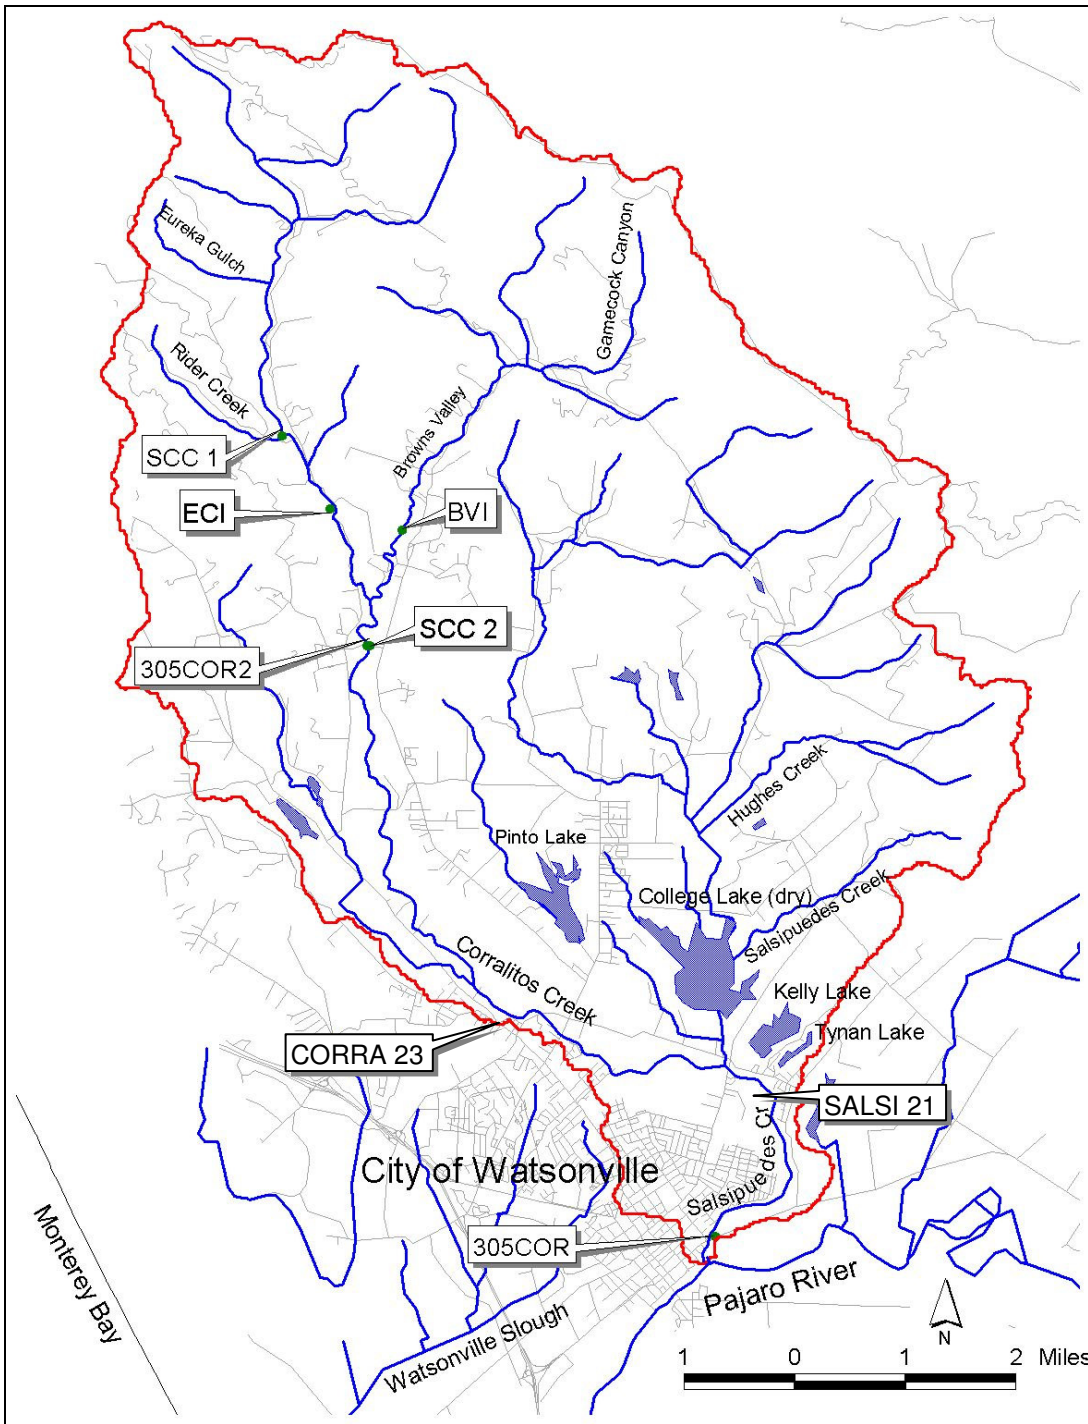 Eureka Gulch
Gamecock Canyon
Rider Creek
Browns Valley
SCC 1
ECI
BVI
SCC 2
305COR2
Hughes Creek
Pinto Lake
College Lake (dry)
Salsipuedes Creek
Corralitos Creek
Kelly Lake
Tynan Lake
CORRA 23
SALSI 21
City of Watsonville
Salsipuedes Cr
305COR
Monterey Bay
Pajaro River
Watsonville Slough
N
1 0 1 2 Miles